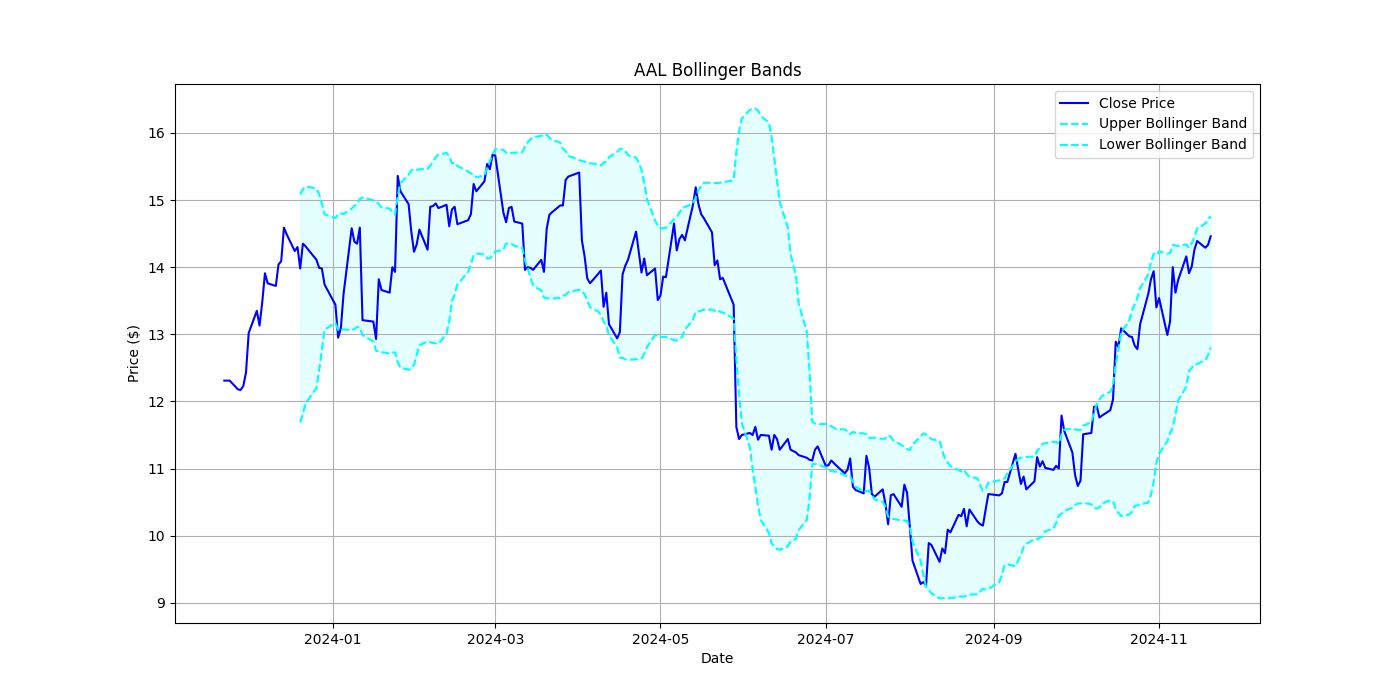 AAL Bollinger Bands
Close Price
Upper Bollinger Band
Lower Bollinger Band
Price ($)
16
15
14
13
12
11
10
9
2024-01
2024-03
2024-05
2024-07
2024-09
2024-11
Date